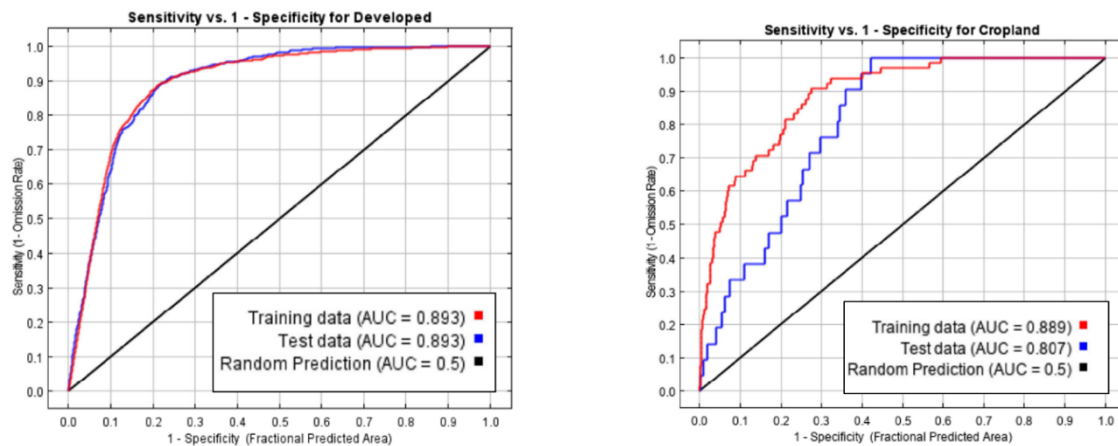 Sensitivity vs. 1 - Specificity for Developed
1.0
0.9
0.8
0.7
0.6
0.5
0.4
0.3
0.2
0.1
0.0
Sensitivity (1 - Omission Rate)
Training data (AUC = 0.893)
Test data (AUC = 0.893)
Random Prediction (AUC = 0.5)
0.0 0.1 0.2 0.3 0.4 0.5 0.6 0.7 0.8 0.9 1.0
1 - Specificity (Fractional Predicted Area)
Sensitivity vs. 1 - Specificity for Cropland
1.0
0.9
0.8
0.7
0.6
0.5
0.4
0.3
0.2
0.1
0.0
Sensitivity (1 - Omission Rate)
Training data (AUC = 0.889)
Test data (AUC = 0.807)
Random Prediction (AUC = 0.5)
0.0 0.1 0.2 0.3 0.4 0.5 0.6 0.7 0.8 0.9 1.0
1 - Specificity (Fractional Predicted Area)